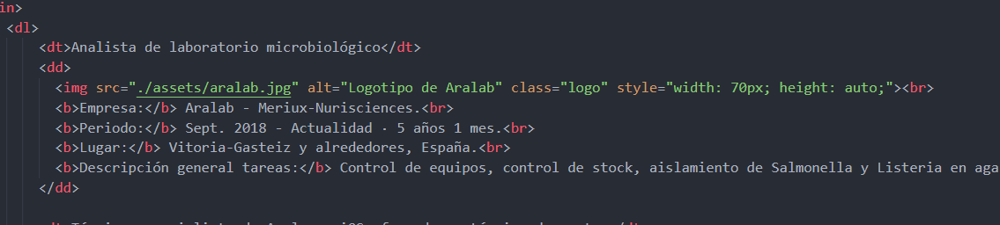 in>
<dl>
<dt>Analista de laboratorio microbiológico</dt>
<dd>
<img src="./assets/aralab.jpg" alt="Logotipo de Aralab" class="logo" style="width: 70px; height: auto;"><br>
<b>Empresa:</b> Aralab - Meriux-Nurisciences.<br>
<b>Periodo:</b> Sept. 2018 - Actualidad · 5 años 1 mes.<br>
<b>Lugar:</b> Vitoria-Gasteiz y alrededores, España.<br>
<b>Descripción general tareas:</b> Control de equipos, control de stock, aislamiento de Salmonella y Listeria en aga
</dd>